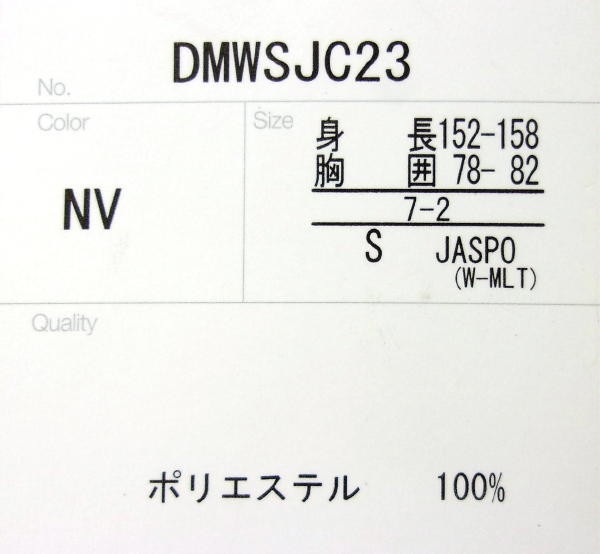 No. DMWSJC23
Color
Size
身長152-158
胸囲 78- 82
NV
7-2
S JASPO
(W-MLT)
Quality
ポリエステル 100%